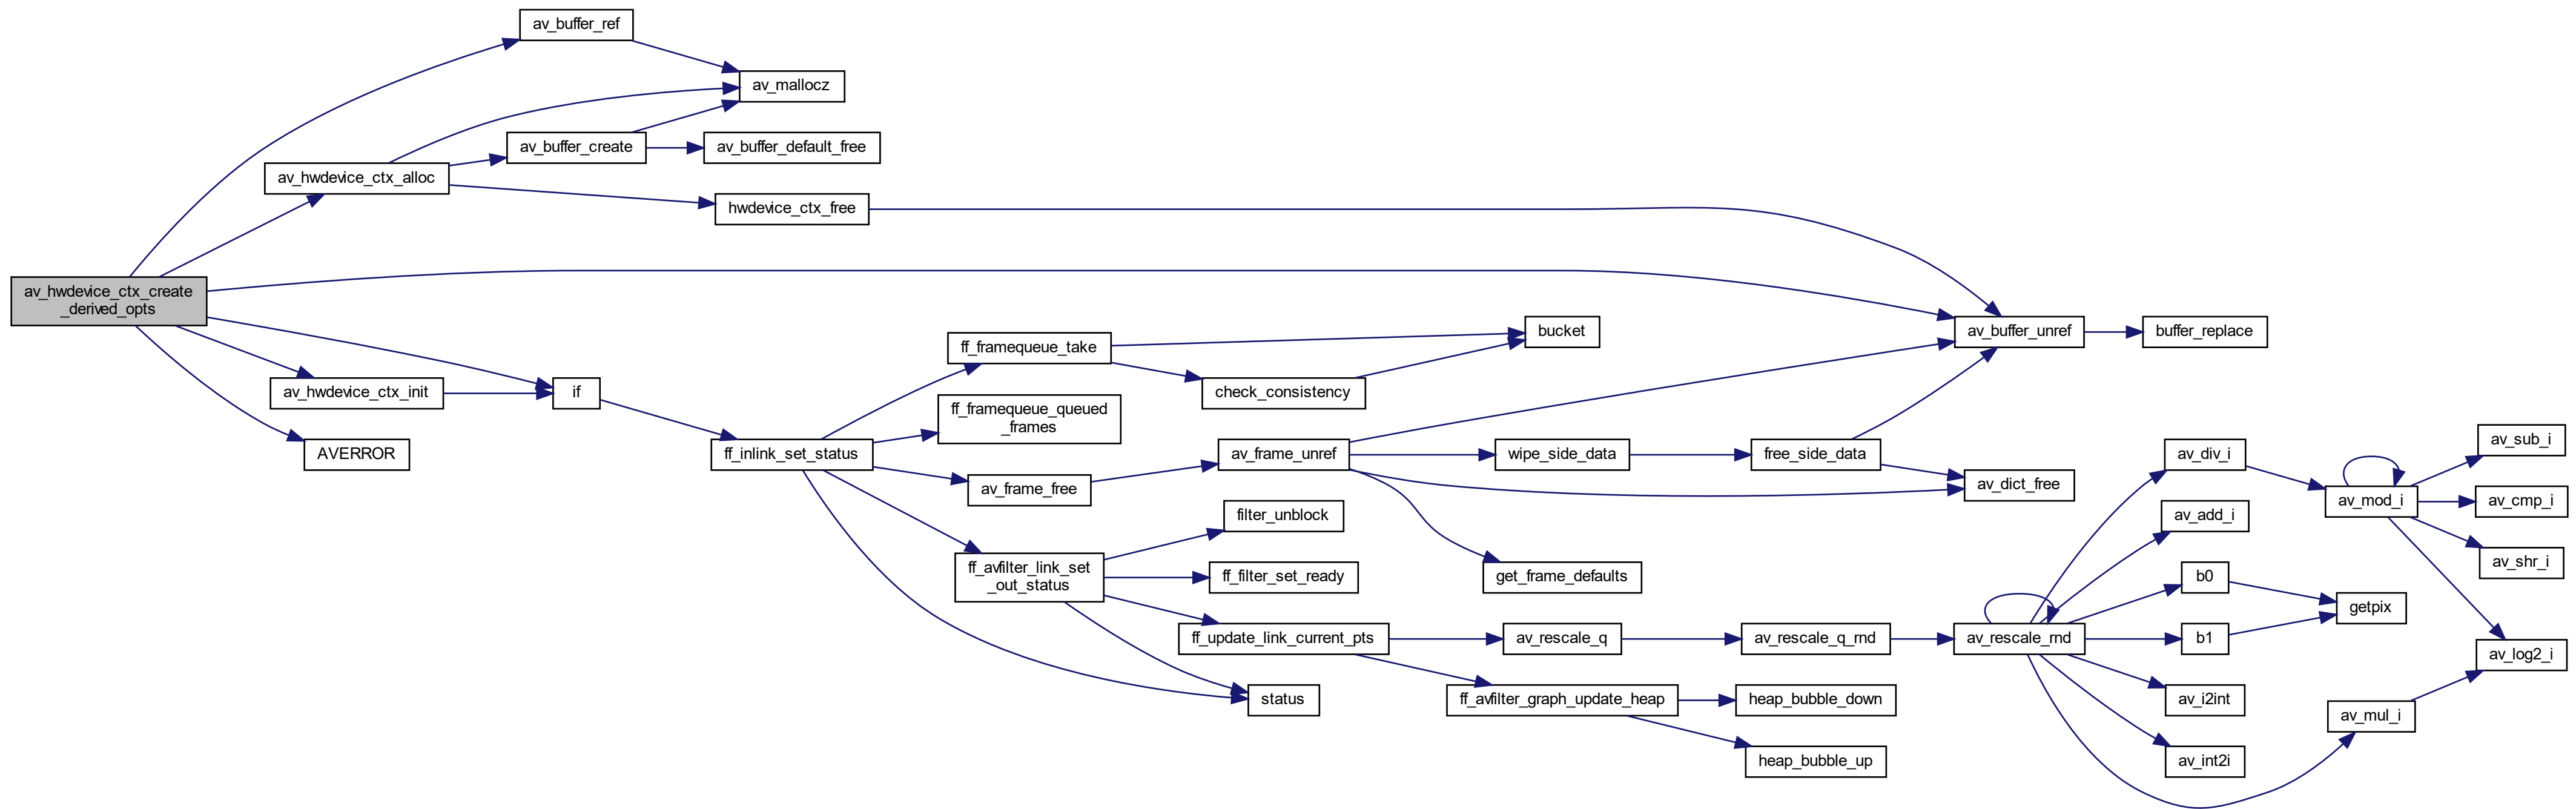 av_buffer_ref
av_mallocz
av_buffer_create
av_buffer_default_free
av_hwdevice_ctx_alloc
hwdevice_ctx_free
av_hwdevice_ctx_create
_derived_opts
av_buffer_unref
buffer_replace
bucket
ff_framequeue_take
check_consistency
av_hwdevice_ctx_init
if
ff_framequeue_queued
_frames
AVERROR
ff_inlink_set_status
av_frame_unref
wipe_side_data
free_side_data
av_div_i
av_sub_i
av_frame_free
av_dict_free
av_mod_i
av_cmp_i
filter_unblock
av_add_i
av_shr_i
ff_avfilter_link_set
_out_status
ff_filter_set_ready
get_frame_defaults
b0
getpix
ff_update_link_current_pts
av_rescale_q
av_rescale_q_rnd
av_rescale_rnd
b1
av_log2_i
status
ff_avfilter_graph_update_heap
heap_bubble_down
av_i2int
av_mul_i
heap_bubble_up
av_int2i